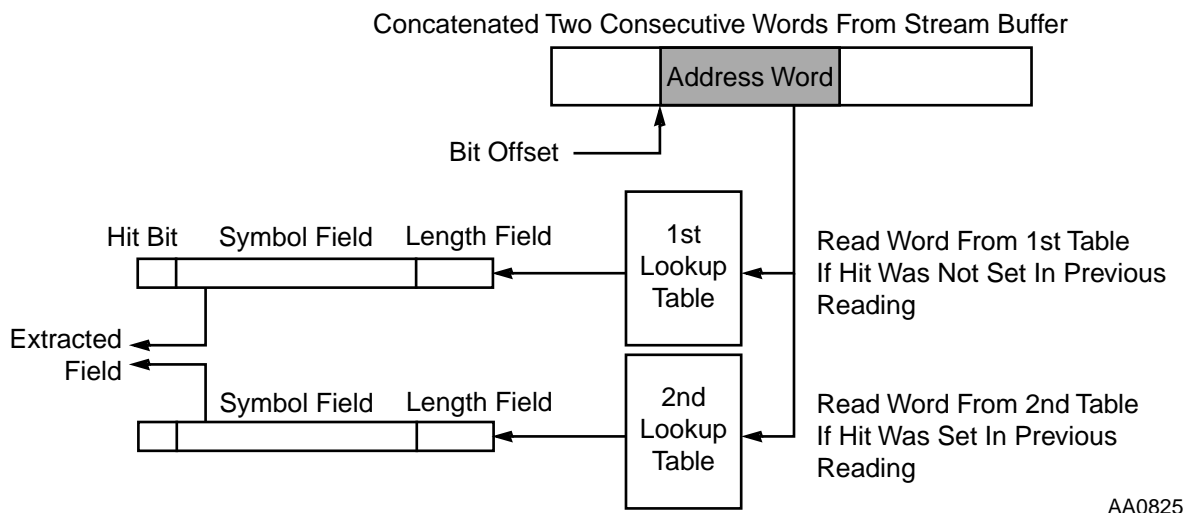 Concatenated Two Consecutive Words From Stream Buffer
Address Word
Bit Offset
Hit Bit
Symbol Field
Length Field
1st
Lookup
Table
Read Word From 1st Table
If Hit Was Not Set In Previous
Reading
Extracted
Field
Symbol Field
Length Field
2nd
Lookup
Table
Read Word From 2nd Table
If Hit Was Set In Previous
Reading
AA0825